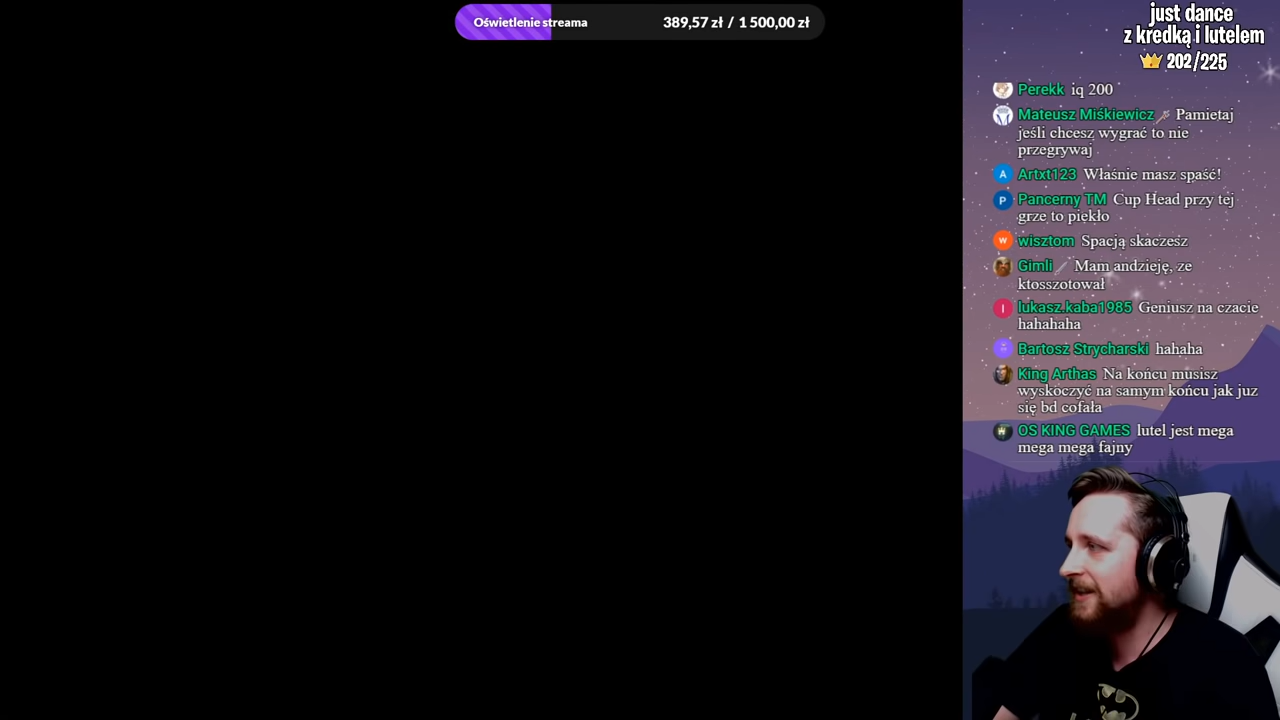 Oświetlenie streama 389,57 zł / 1 500,00 zł
just dance
z kredką i lutelem
202/225
Perekk iq 200
Mateusz Miśkiewicz Pamiętaj
jeśli chcesz wygrać to nie
przegrywaj
A Artxt123 Właśnie masz spaść!
P Pancerny TM Cup Head przy tej
grze to piekło
w wisztom Spacją skaczesz
Gimli Mam andzieję, ze
ktosszotował
l lukasz.kaba1985 Geniusz na czacie
hahahaha
Bartosz Strycharski hahaha
King Arthas Na końcu musisz
wyskoczyć na samym końcu jak juz
się bd cofała
OS KING GAMES lutel jest mega
mega mega fajny